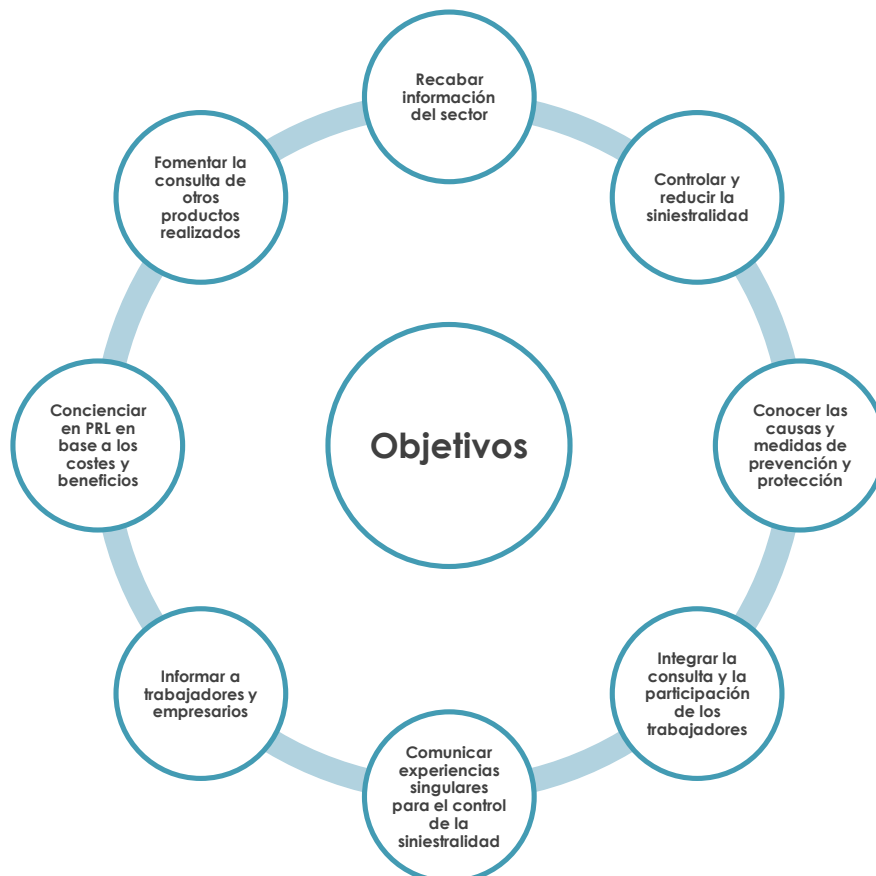 Recabar
información
del sector
Controlar y
reducir la
siniestralidad
Conocer las
causas y
medidas de
prevención y
protección
Integrar la
consulta y la
participación
de los
trabajadores
Comunicar
experiencias
singulares
para el control
de la
siniestralidad
Informar a
trabajadores y
empresarios
Concienciar
en PRL en
base a los
costes y
beneficios
Fomentar la
consulta de
otros
productos
realizados
Objetivos